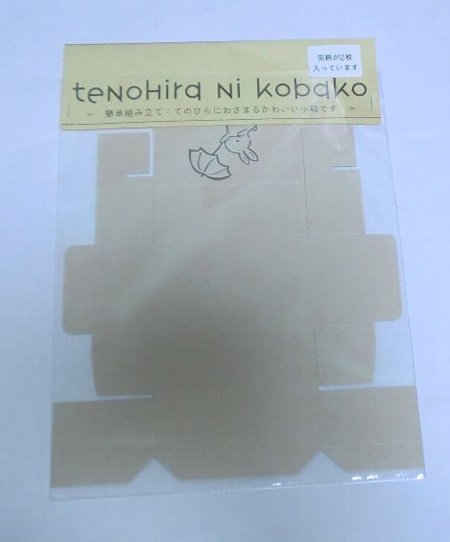 同柄が2枚
入っています
teNoHira Ni kobako
= 簡単組み立て：てのひらにおさまるかわいい小箱です =